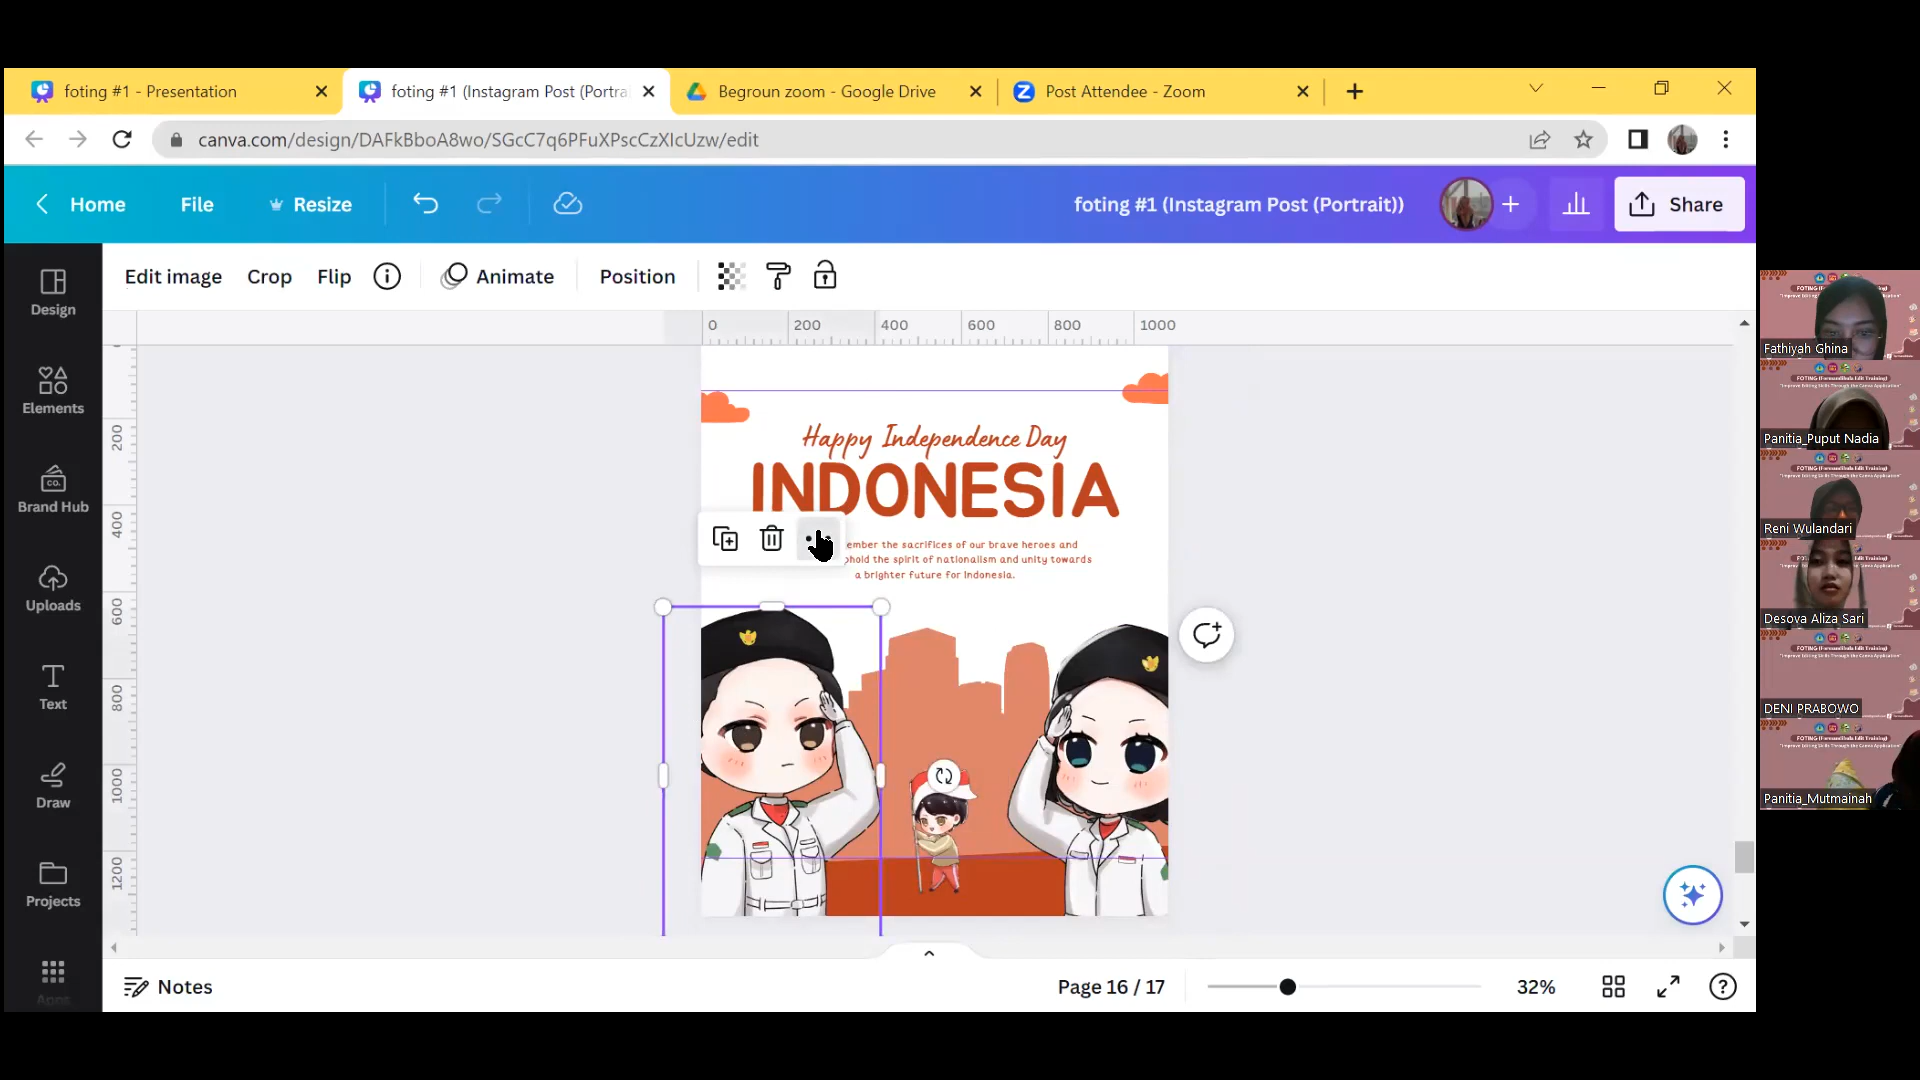 foting #1 - Presentation
foting #1 (Instagram Post (Portra
Begroun zoom - Google Drive
Post Attendee - Zoom
canva.com/design/DAFkBboA8wo/SGcC7q6PFuXPscCzXIcUzw/edit
Home
File
Resize
foting #1 (Instagram Post (Portrait))
Share
Edit image
Crop
Flip
Animate
Position
0
200
400
600
800
1000
200
400
600
800
1000
1200
Design
Elements
Brand Hub
Uploads
Text
Draw
Projects
Apps
Happy Independence Day
INDONESIA
the sacrifices of our brave heroes and
the spirit of nationalism and unity towards
a brighter future for Indonesia.
Notes
Page 16 / 17
32%
Fathiyah Ghina
Panitia_Puput Nadia
Reni Wulandari
Desova Aliza Sari
DENI PRABOWO
Panitia_Mutmainah